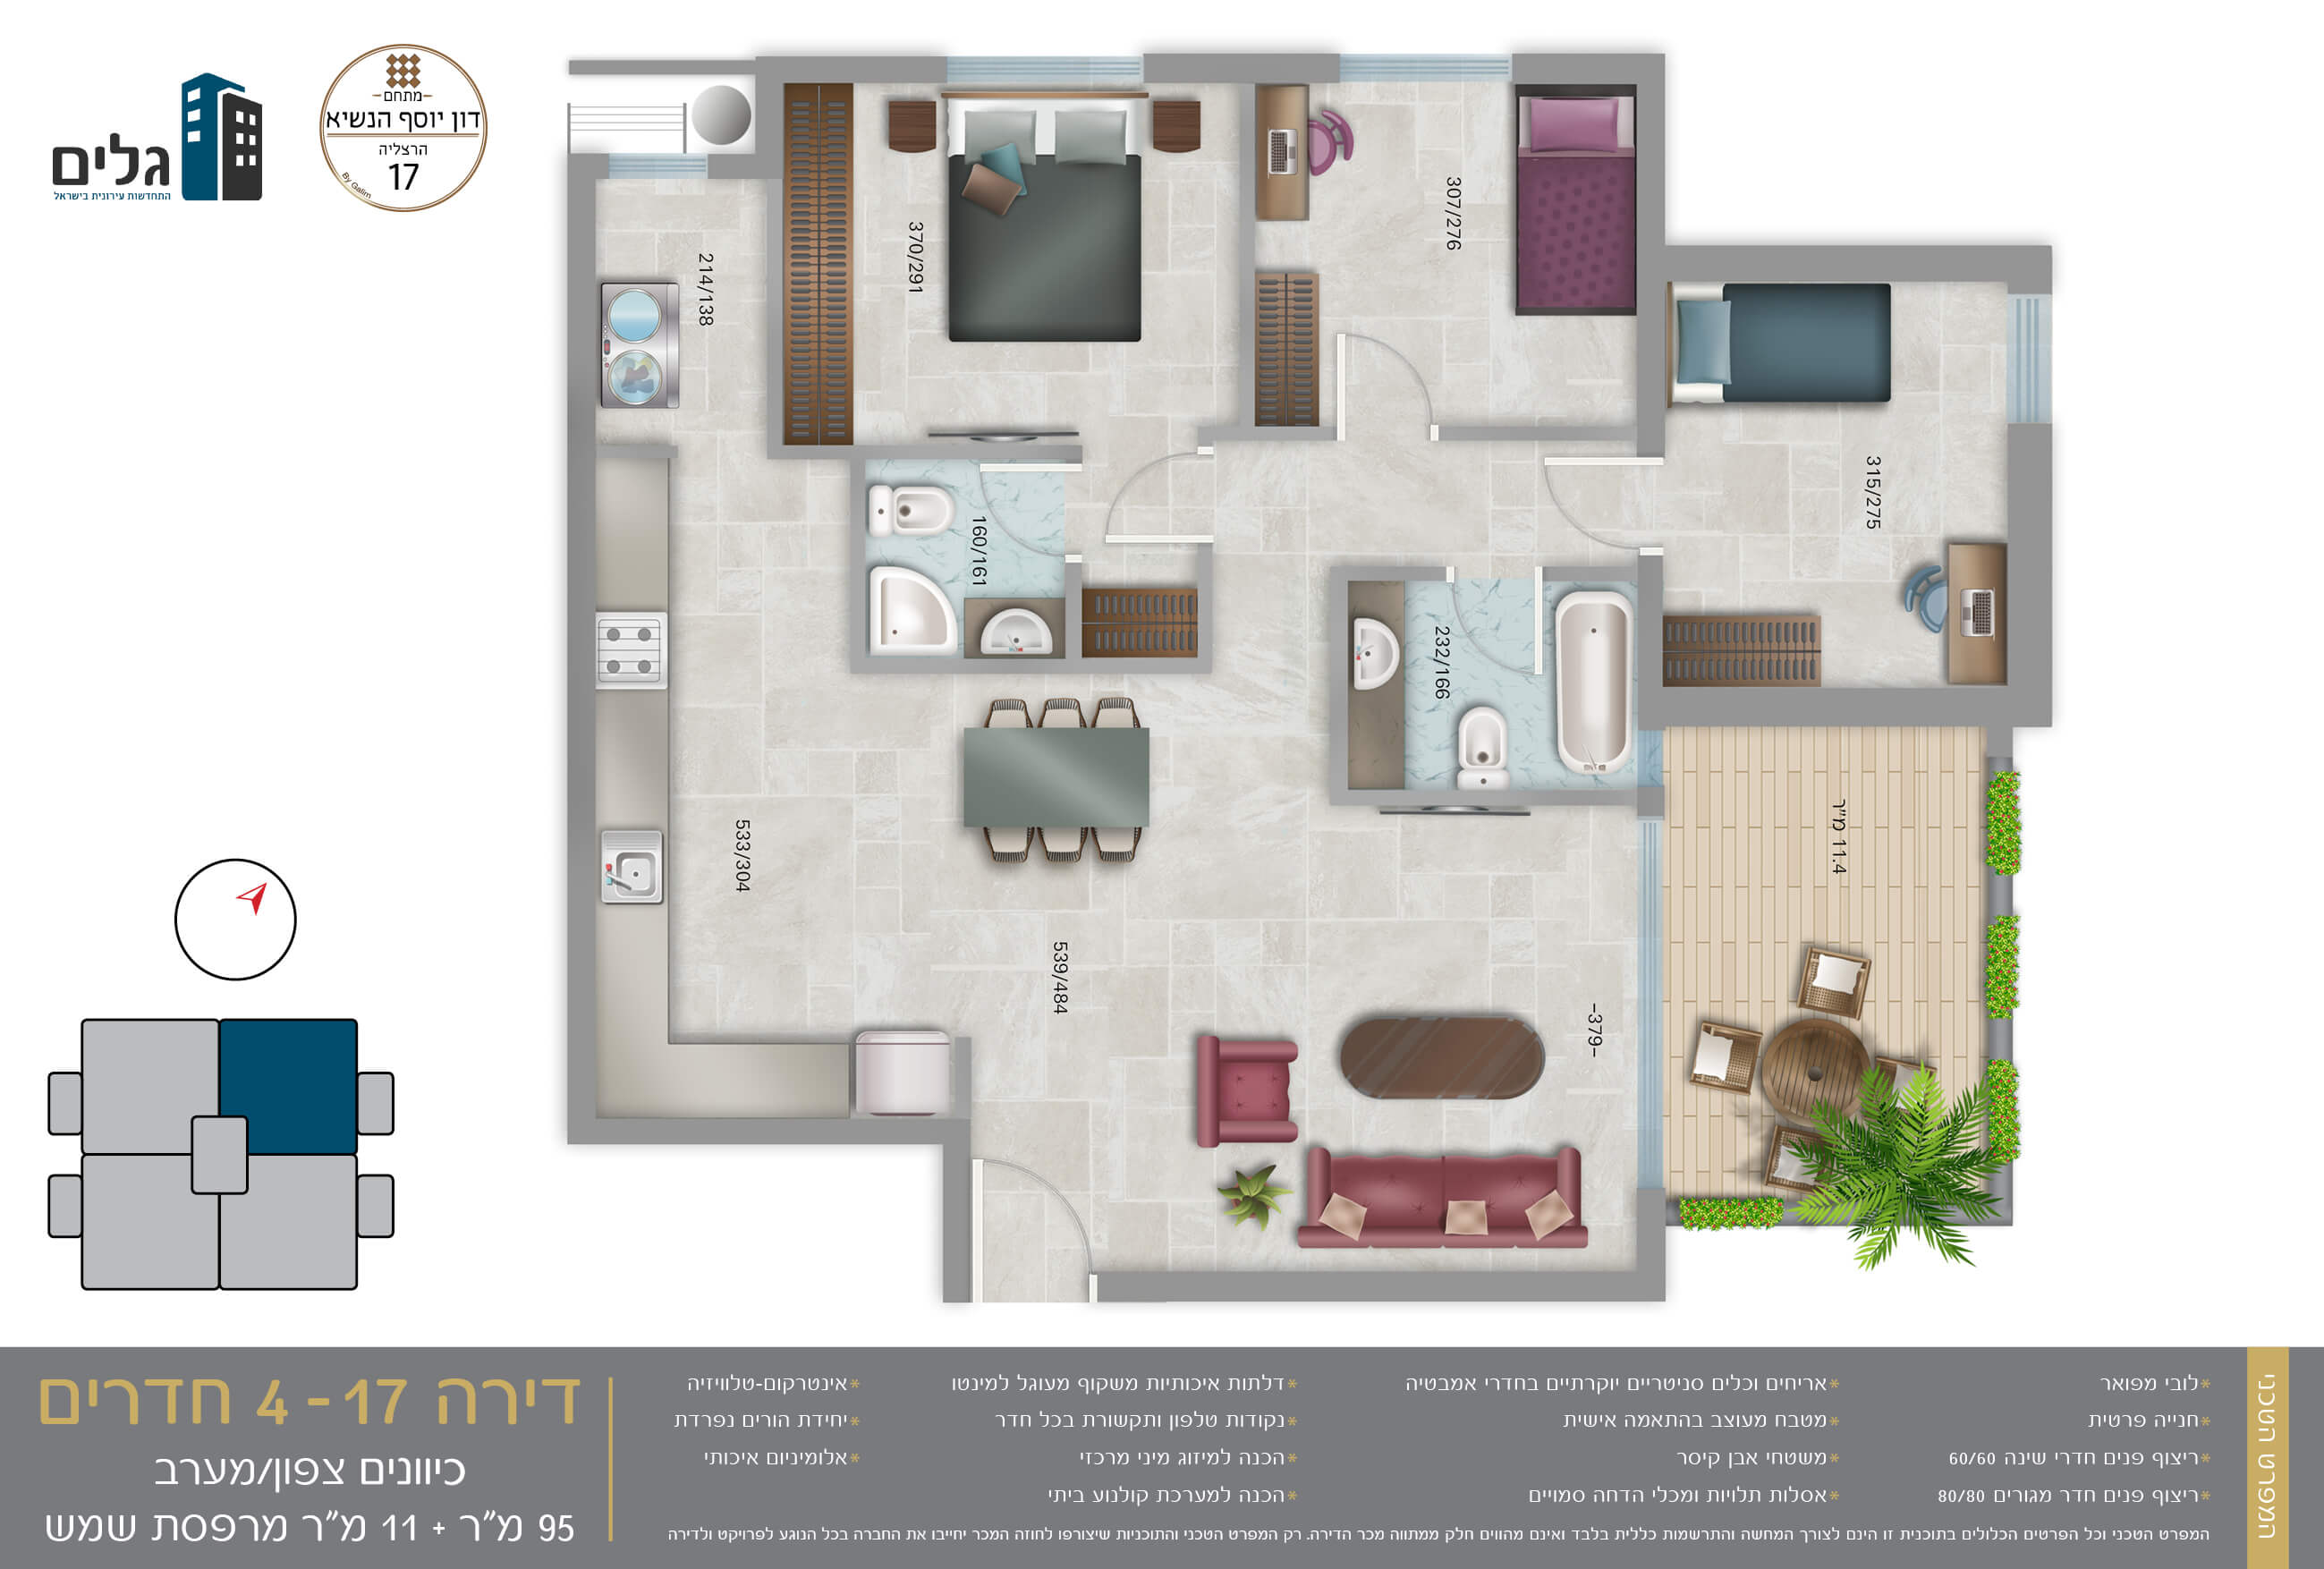 גלים
התחדשות עירונית בישראל
מתחם
דון יוסף הנשיא
הרצליה
17
By Galim
214/138
370/291
307/276
315/275
160/161
232/166
533/304
539/484
-379-
11.4 מ"ר
דירה 17 - 4 חדרים
כיוונים צפון/מערב
95 מ"ר + 11 מ"ר מרפסת שמש
המפרט הטכני
*לובי מפואר
*חנייה פרטית
*ריצוף פנים חדרי שינה 60/60
*ריצוף פנים חדר מגורים 80/80
*אריחים וכלים סניטריים יוקרתיים בחדרי אמבטיה
*מטבח מעוצב בהתאמה אישית
*משטחי אבן קיסר
*אסלות תלויות ומכלי הדחה סמויים
*דלתות איכותיות משקוף מעוגל למינטו
*נקודות טלפון ותקשורת בכל חדר
*הכנה למיזוג מיני מרכזי
*הכנה למערכת קולנוע ביתי
*אינטרקום-טלוויזיה
*יחידת הורים נפרדת
*אלומיניום איכותי
המפרט הטכני וכל הפרטים הכלולים בתוכנית זו הינם לצורך המחשה והתרשמות כללית בלבד ואינם מהווים חלק ממתווה מכר הדירה. רק המפרט הטכני והתוכניות שיצורפו לחוזה המכר יחייבו את החברה בכל הנוגע לפרויקט ולדירה